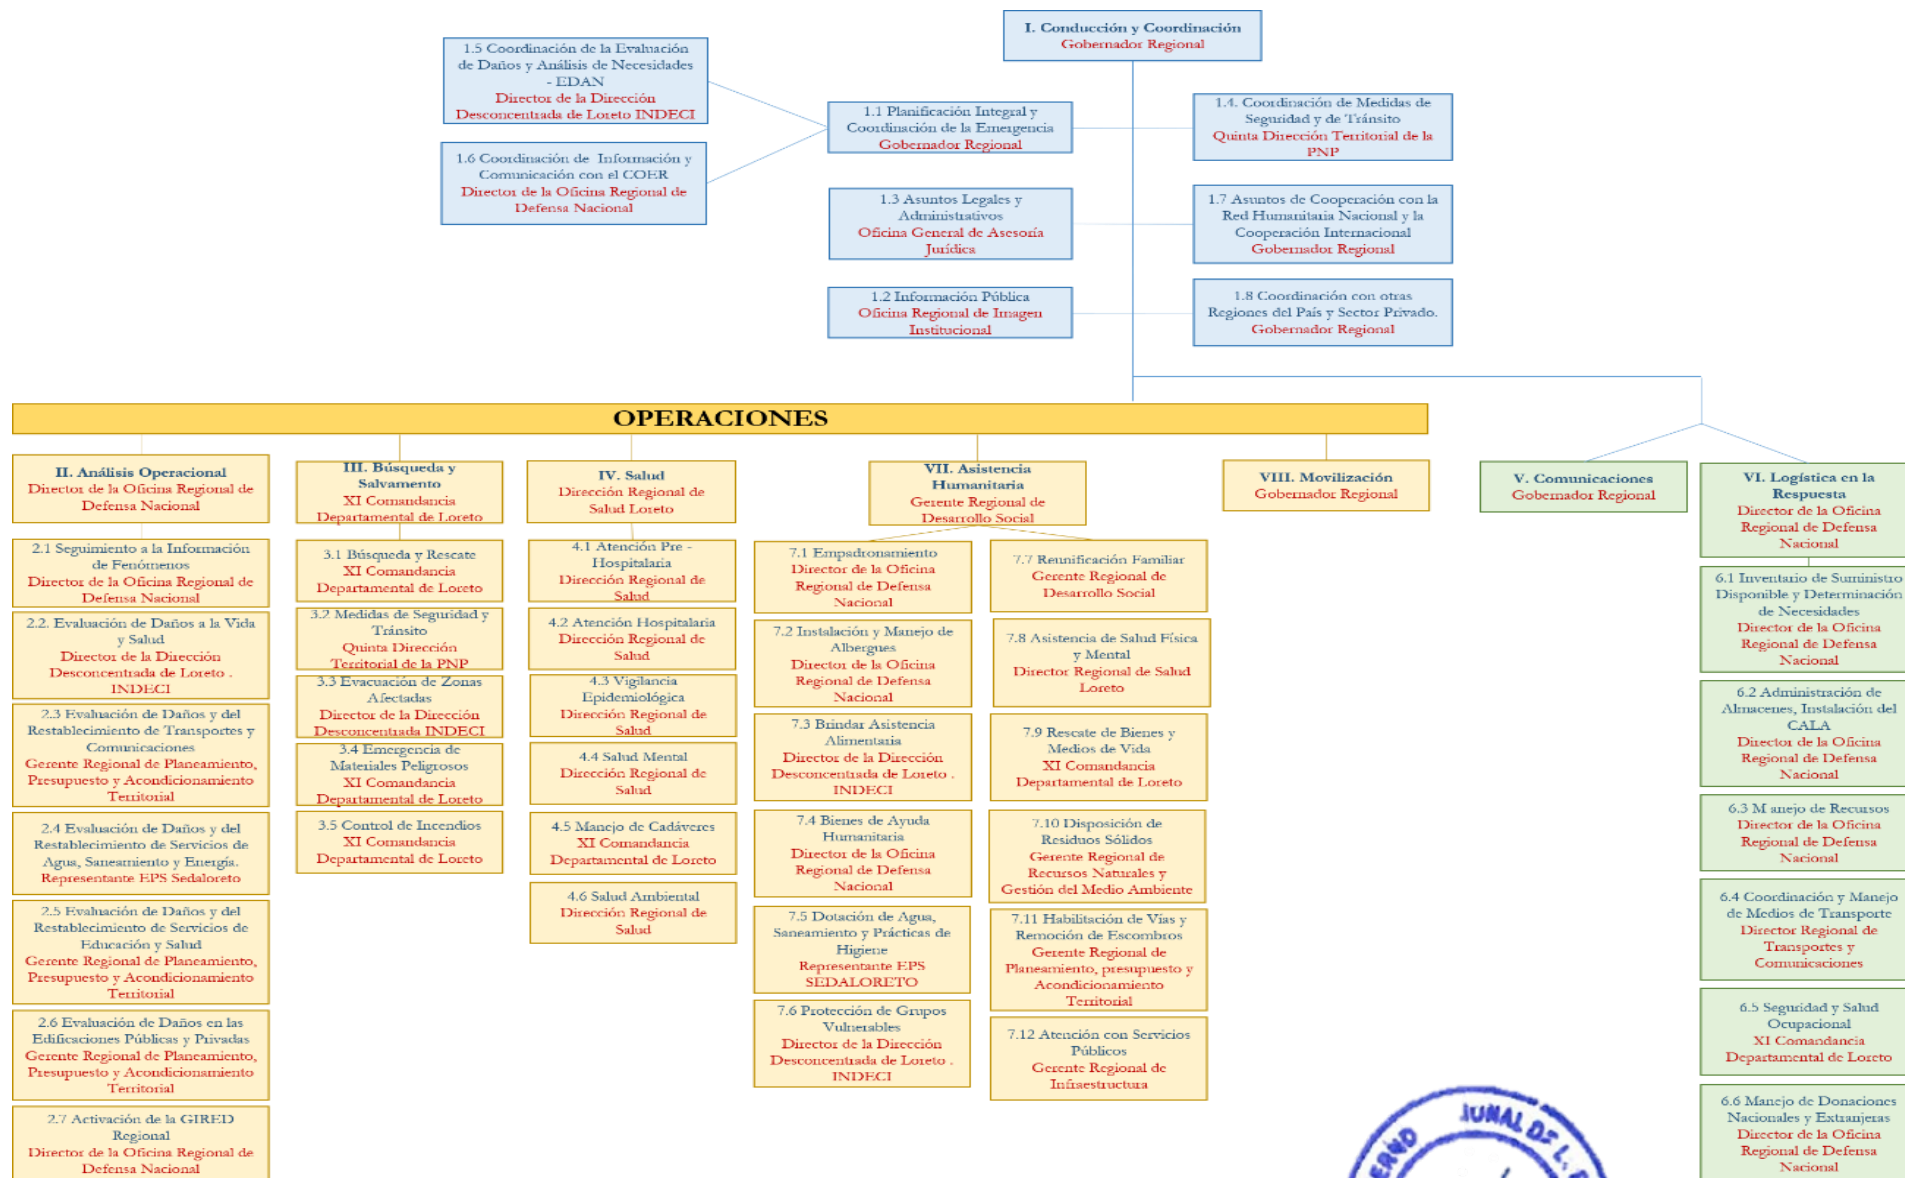 I. Conducción y Coordinación
Gobernador Regional
1.5 Coordinación de la Evaluación
de Daños y Análisis de Necesidades
- EDAN
Director de la Dirección
Desconcentrada de Loreto INDECI
1.6 Coordinación de Información y
Comunicación con el COER
Director de la Oficina Regional de
Defensa Nacional
1.1 Planificación Integral y
Coordinación de la Emergencia
Gobernador Regional
1.4. Coordinación de Medidas de
Seguridad y de Tránsito
Quinta Dirección Territorial de la
PNP
1.3 Asuntos Legales y
Administrativos
Oficina General de Asesoría
Jurídica
1.7 Asuntos de Cooperación con la
Red Humanitaria Nacional y la
Cooperación Internacional
Gobernador Regional
1.2 Información Pública
Oficina Regional de Imagen
Institucional
1.8 Coordinación con otras
Regiones del País y Sector Privado.
Gobernador Regional
OPERACIONES
II. Análisis Operacional
Director de la Oficina Regional de
Defensa Nacional
2.1 Seguimiento a la Información
de Fenómenos
Director de la Oficina Regional de
Defensa Nacional
2.2. Evaluación de Daños a la Vida
y Salud
Director de la Dirección
Desconcentrada de Loreto .
INDECI
2.3 Evaluación de Daños y del
Restablecimiento de Transportes y
Comunicaciones
Gerente Regional de Planeamiento,
Presupuesto y Acondicionamiento
Territorial
2.4 Evaluación de Daños y del
Restablecimiento de Servicios de
Agua, Saneamiento y Energía.
Representante EPS Sedaloreto
2.5 Evaluación de Daños y del
Restablecimiento de Servicios de
Educación y Salud
Gerente Regional de Planeamiento,
Presupuesto y Acondicionamiento
Territorial
2.6 Evaluación de Daños en las
Edificaciones Públicas y Privadas
Gerente Regional de Planeamiento,
Presupuesto y Acondicionamiento
Territorial
2.7 Activación de la GIRED
Regional
Director de la Oficina Regional de
Defensa Nacional
III. Búsqueda y
Salvamento
XI Comandancia
Departamental de Loreto
3.1 Búsqueda y Rescate
XI Comandancia
Departamental de Loreto
3.2 Medidas de Seguridad y
Tránsito
Quinta Dirección
Territorial de la PNP
3.3 Evacuación de Zonas
Afectadas
Director de la Dirección
Desconcentrada INDECI
3.4 Emergencia de
Materiales Peligrosos
XI Comandancia
Departamental de Loreto
3.5 Control de Incendios
XI Comandancia
Departamental de Loreto
IV. Salud
Dirección Regional de
Salud Loreto
4.1 Atención Pre -
Hospitalaria
Dirección Regional de
Salud
4.2 Atención Hospitalaria
Dirección Regional de
Salud
4.3 Vigilancia
Epidemiológica
Dirección Regional de
Salud
4.4 Salud Mental
Dirección Regional de
Salud
4.5 Manejo de Cadáveres
XI Comandancia
Departamental de Loreto
4.6 Salud Ambiental
Dirección Regional de
Salud
VII. Asistencia
Humanitaria
Gerente Regional de
Desarrollo Social
7.1 Empadronamiento
Director de la Oficina
Regional de Defensa
Nacional
7.2 Instalación y Manejo de
Albergues
Director de la Oficina
Regional de Defensa
Nacional
7.3 Brindar Asistencia
Alimentaria
Director de la Dirección
Desconcentrada de Loreto .
INDECI
7.4 Bienes de Ayuda
Humanitaria
Director de la Oficina
Regional de Defensa
Nacional
7.5 Dotación de Agua,
Saneamiento y Prácticas de
Higiene
Representante EPS
SEDALORETO
7.6 Protección de Grupos
Vulnerables
Director de la Dirección
Desconcentrada de Loreto .
INDECI
7.7 Reunificación Familiar
Gerente Regional de
Desarrollo Social
7.8 Asistencia de Salud Física
y Mental
Director Regional de Salud
Loreto
7.9 Rescate de Bienes y
Medios de Vida
XI Comandancia
Departamental de Loreto
7.10 Disposición de
Residuos Sólidos
Gerente Regional de
Recursos Naturales y
Gestión del Medio Ambiente
7.11 Habilitación de Vías y
Remoción de Escombros
Gerente Regional de
Planeamiento, presupuesto y
Acondicionamiento
Territorial
7.12 Atención con Servicios
Públicos
Gerente Regional de
Infraestructura
VIII. Movilización
Gobernador Regional
V. Comunicaciones
Gobernador Regional
VI. Logística en la
Respuesta
Director de la Oficina
Regional de Defensa
Nacional
6.1 Inventario de Suministro
Disponible y Determinación
de Necesidades
Director de la Oficina
Regional de Defensa
Nacional
6.2 Administración de
Almacenes, Instalación del
CALA
Director de la Oficina
Regional de Defensa
Nacional
6.3 M anejo de Recursos
Director de la Oficina
Regional de Defensa
Nacional
6.4 Coordinación y Manejo
de Medios de Transporte
Director Regional de
Transportes y
Comunicaciones
6.5 Seguridad y Salud
Ocupacional
XI Comandancia
Departamental de Loreto
6.6 Manejo de Donaciones
Nacionales y Extranjeras
Director de la Oficina
Regional de Defensa
Nacional